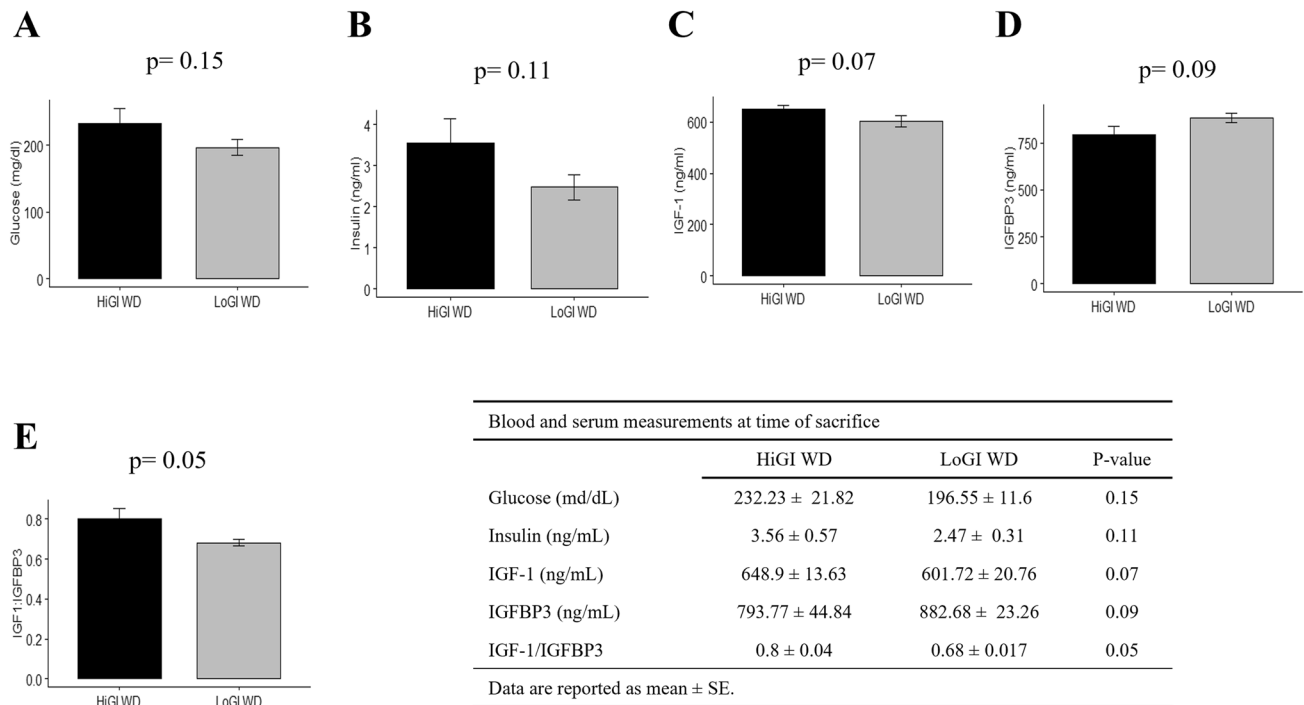 A
p= 0.15
Glucose (mg/dl)
200
100
0
HiGI WD
LoGI WD
B
p= 0.11
Insulin (ng/ml)
4
3
2
1
0
HiGI WD
LoGI WD
C
p= 0.07
IGF-1 (ng/ml)
600
400
200
0
HiGI WD
LoGI WD
D
p= 0.09
IGFBP3 (ng/ml)
750
500
250
0
HiGI WD
LoGI WD
E
p= 0.05
IGF1:IGFBP3
0.8
0.6
0.4
0.2
0.0
HiGI WD
LoGI WD
Blood and serum measurements at time of sacrifice
HiGI WD LoGI WD P-value
Glucose (md/dL) 232.23 ± 21.82 196.55 ± 11.6 0.15
Insulin (ng/mL) 3.56 ± 0.57 2.47 ± 0.31 0.11
IGF-1 (ng/mL) 648.9 ± 13.63 601.72 ± 20.76 0.07
IGFBP3 (ng/mL) 793.77 ± 44.84 882.68 ± 23.26 0.09
IGF-1/IGFBP3 0.8 ± 0.04 0.68 ± 0.017 0.05
Data are reported as mean ± SE.